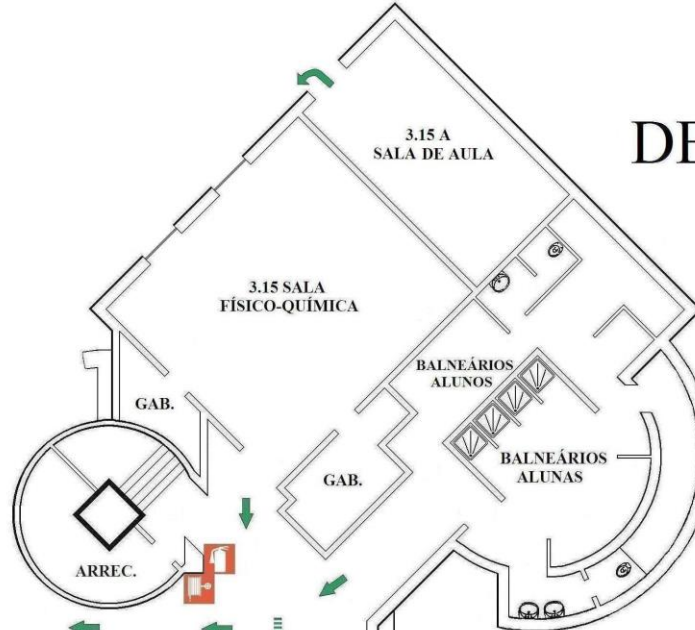 3.15 A
SALA DE AULA
DE
3.15 SALA
FÍSICO-QUÍMICA
BALNEÁRIOS
ALUNOS
GAB.
BALNEÁRIOS
ALUNAS
GAB.
ARREC.